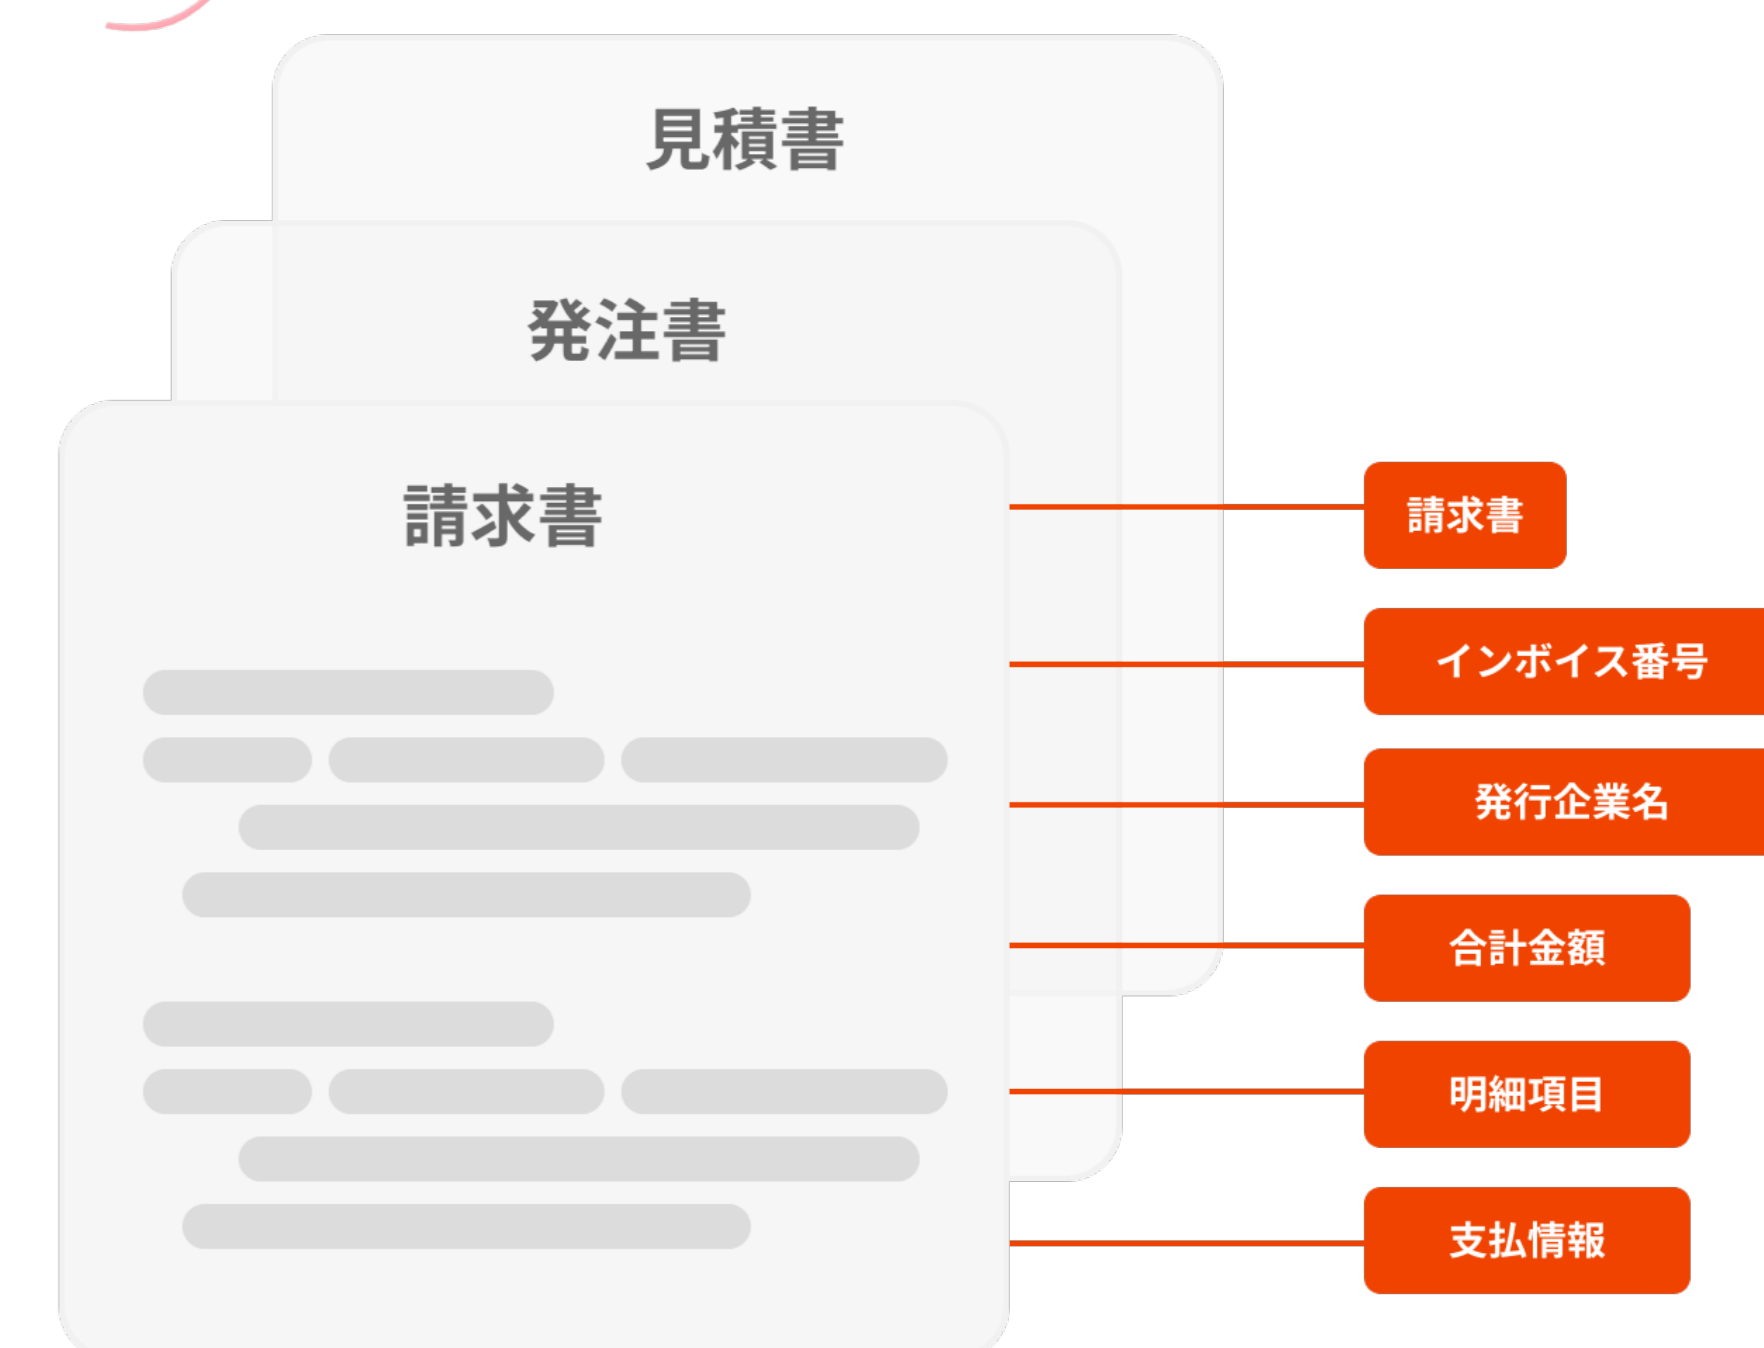 見積書
発注書
請求書
請求書
インボイス番号
発行企業名
合計金額
明細項目
支払情報